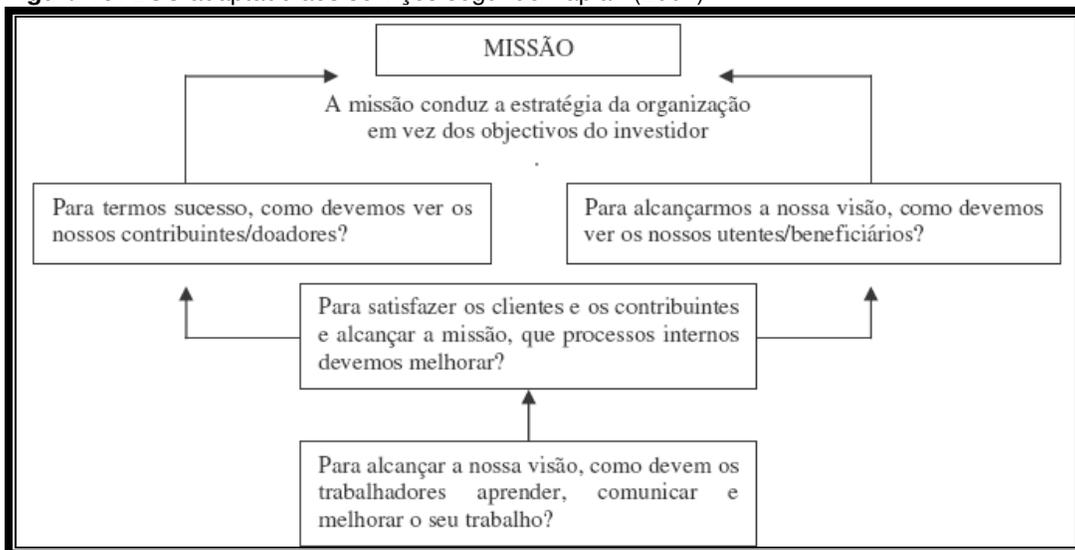 MISSÃO
A missão conduz a estratégia da organização
em vez dos objectivos do investidor
.
Para termos sucesso, como devemos ver os
nossos contribuintes/doadores?
Para alcançarmos a nossa visão, como devemos
ver os nossos utentes/beneficiários?
Para satisfazer os clientes e os contribuintes
e alcançar a missão, que processos internos
devemos melhorar?
Para alcançar a nossa visão, como devem os
trabalhadores aprender, comunicar e
melhorar o seu trabalho?